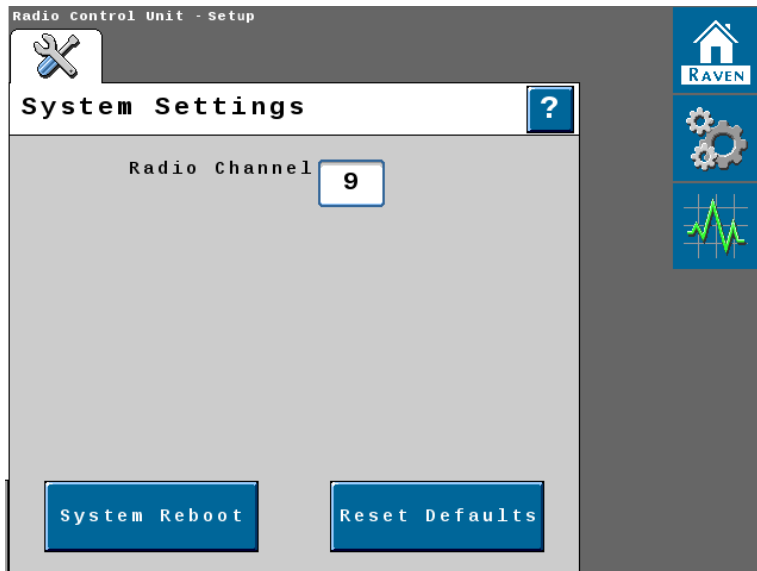 Radio Control Unit - Setup
System Settings
?
RAVEN
Radio Channel 9
System Reboot
Reset Defaults